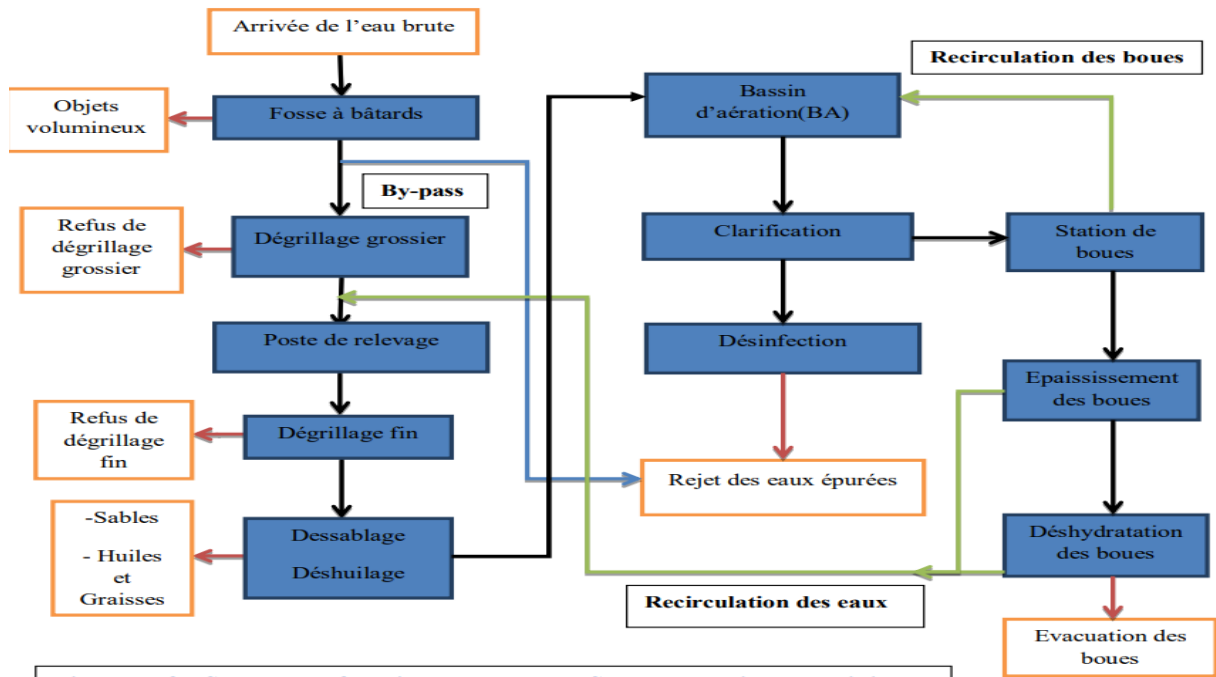 Arrivée de l'eau brute
Objets
volumineux
Fosse à bâtards
By-pass
Refus de
dégrillage
grossier
Dégrillage grossier
Poste de relevage
Refus de
dégrillage
fin
Dégrillage fin
-Sables
- Huiles
et
Graisses
Dessablage
Déshuilage
Recirculation des boues
Bassin
d'aération(BA)
Clarification
Station de
boues
Désinfection
Epaississement
des boues
Rejet des eaux épurées
Déshydratation
des boues
Recirculation des eaux
Evacuation des
boues